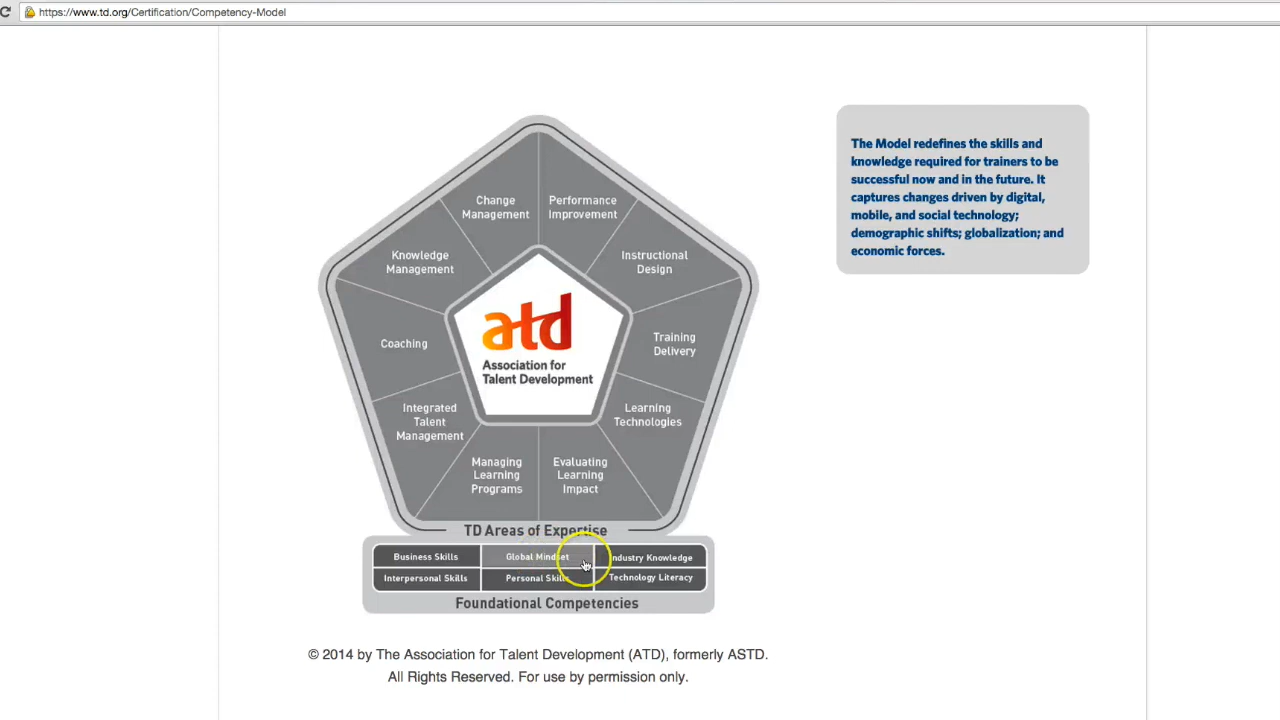 https://www.td.org/Certification/Competency-Model
The Model redefines the skills and
knowledge required for trainers to be
successful now and in the future. It
captures changes driven by digital,
mobile, and social technology;
demographic shifts; globalization; and
economic forces.
Change
Management
Performance
Improvement
Knowledge
Management
Instructional
Design
Coaching
Training
Delivery
Integrated
Talent
Management
Learning
Technologies
Managing
Learning
Programs
Evaluating
Learning
Impact
atd
Association for
Talent Development
TD Areas of Expertise
Business Skills
Global Mindset
Industry Knowledge
Interpersonal Skills
Personal Skills
Technology Literacy
Foundational Competencies
© 2014 by The Association for Talent Development (ATD), formerly ASTD.
All Rights Reserved. For use by permission only.